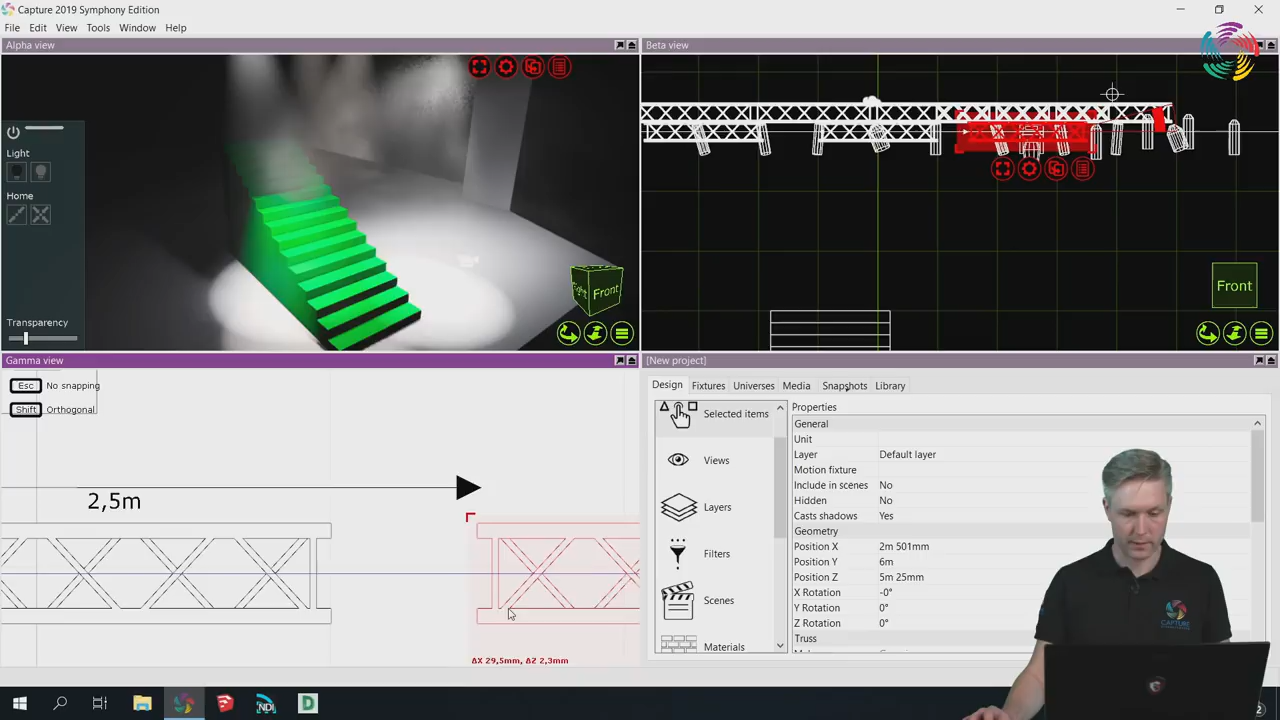 Capture 2019 Symphony Edition
File Edit View Tools Window Help
Alpha view
Light
Home
Transparency
Right Front
Beta view
Front
Gamma view
Esc No snapping
Shift Orthogonal
2,5m
ΔX 29,5mm, ΔZ 2,3mm
[New project]
Design Fixtures Universes Media Snapshots Library
Selected items
Views
Layers
Filters
Scenes
Materials
Properties
General
Unit
Layer Default layer
Motion fixture
Include in scenes No
Hidden No
Casts shadows Yes
Geometry
Position X 2m 501mm
Position Y 6m
Position Z 5m 25mm
X Rotation -0°
Y Rotation 0°
Z Rotation 0°
Truss
CAPTURE
NDI
D
2